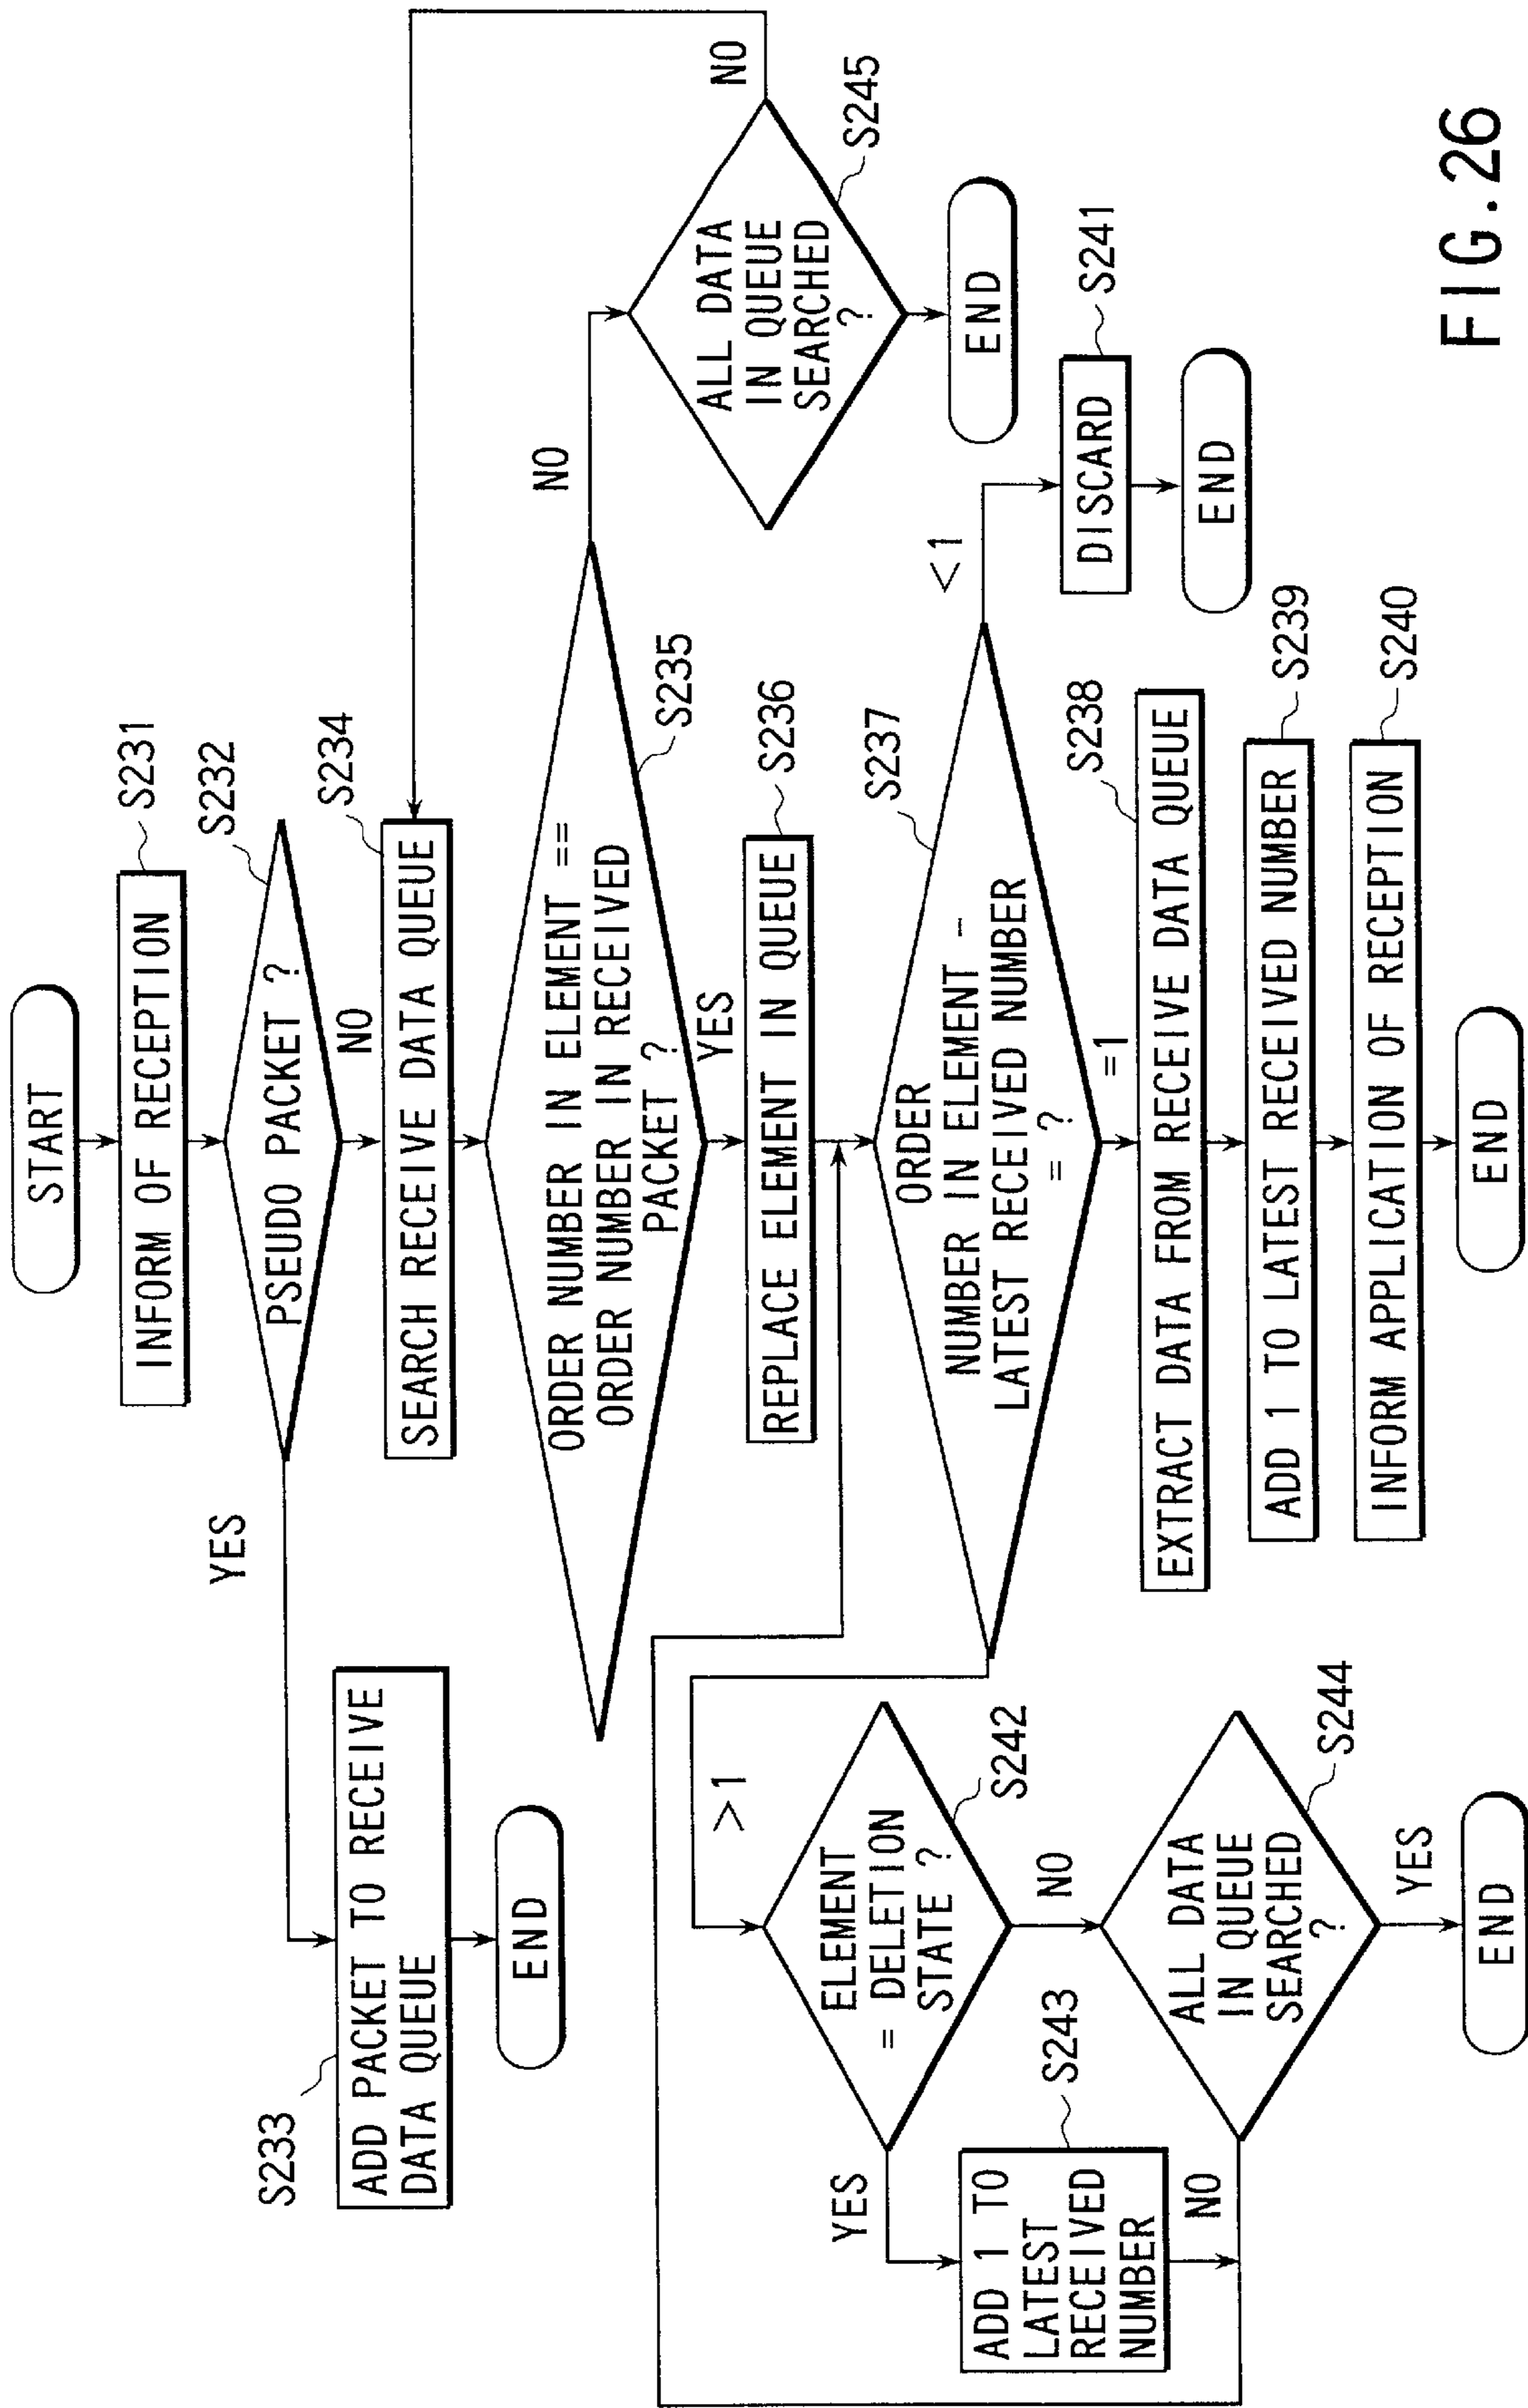 START
INFORM OF RECEPTION
S231
PSEUDO PACKET ?
S232
YES
NO
S233
ADD PACKET TO RECEIVE
DATA QUEUE
END
SEARCH RECEIVE DATA QUEUE
S234
ORDER NUMBER IN ELEMENT ==
ORDER NUMBER IN RECEIVED
PACKET ?
S235
NO
YES
ALL DATA
IN QUEUE
SEARCHED
?
S245
NO
END
REPLACE ELEMENT IN QUEUE
S236
ORDER
NUMBER IN ELEMENT -
LATEST RECEIVED NUMBER
= ?
S237
<1
DISCARD
S241
END
=1
EXTRACT DATA FROM RECEIVE DATA QUEUE
S238
ADD 1 TO LATEST RECEIVED NUMBER
S239
INFORM APPLICATION OF RECEPTION
S240
END
>1
ELEMENT
= DELETION
STATE ?
S242
YES
NO
S243
ADD 1 TO
LATEST
RECEIVED
NUMBER
NO
ALL DATA
IN QUEUE
SEARCHED
?
S244
YES
END
FIG.26